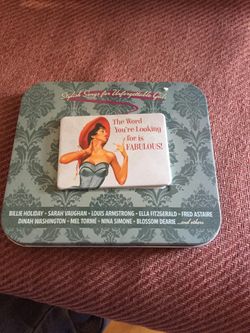 Stylish Songs for Unforgettable Gals
The Word
You're Looking
for is
FABULOUS!
BILLIE HOLIDAY • SARAH VAUGHAN • LOUIS ARMSTRONG • ELLA FITZGERALD • FRED ASTAIRE
DINAH WASHINGTON • MEL TORMÉ • NINA SIMONE • BLOSSOM DEARIE ...and others